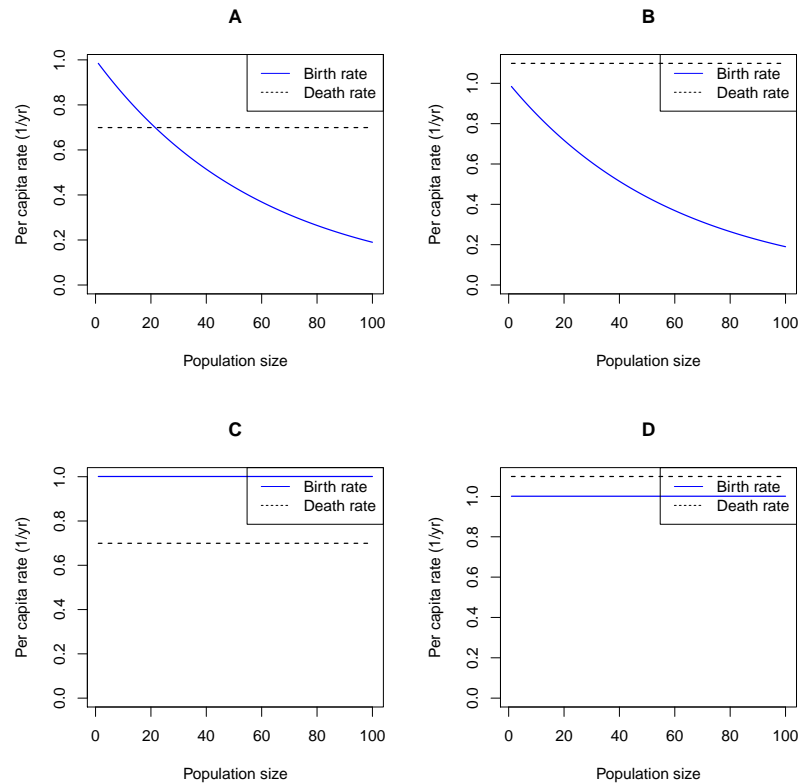 A
Per capita rate (1/yr)
0.0 0.2 0.4 0.6 0.8 1.0
Birth rate
Death rate
0 20 40 60 80 100
Population size
B
Per capita rate (1/yr)
0.0 0.2 0.4 0.6 0.8 1.0
Birth rate
Death rate
0 20 40 60 80 100
Population size
C
Per capita rate (1/yr)
0.0 0.2 0.4 0.6 0.8 1.0
Birth rate
Death rate
0 20 40 60 80 100
Population size
D
Per capita rate (1/yr)
0.0 0.2 0.4 0.6 0.8 1.0
Birth rate
Death rate
0 20 40 60 80 100
Population size